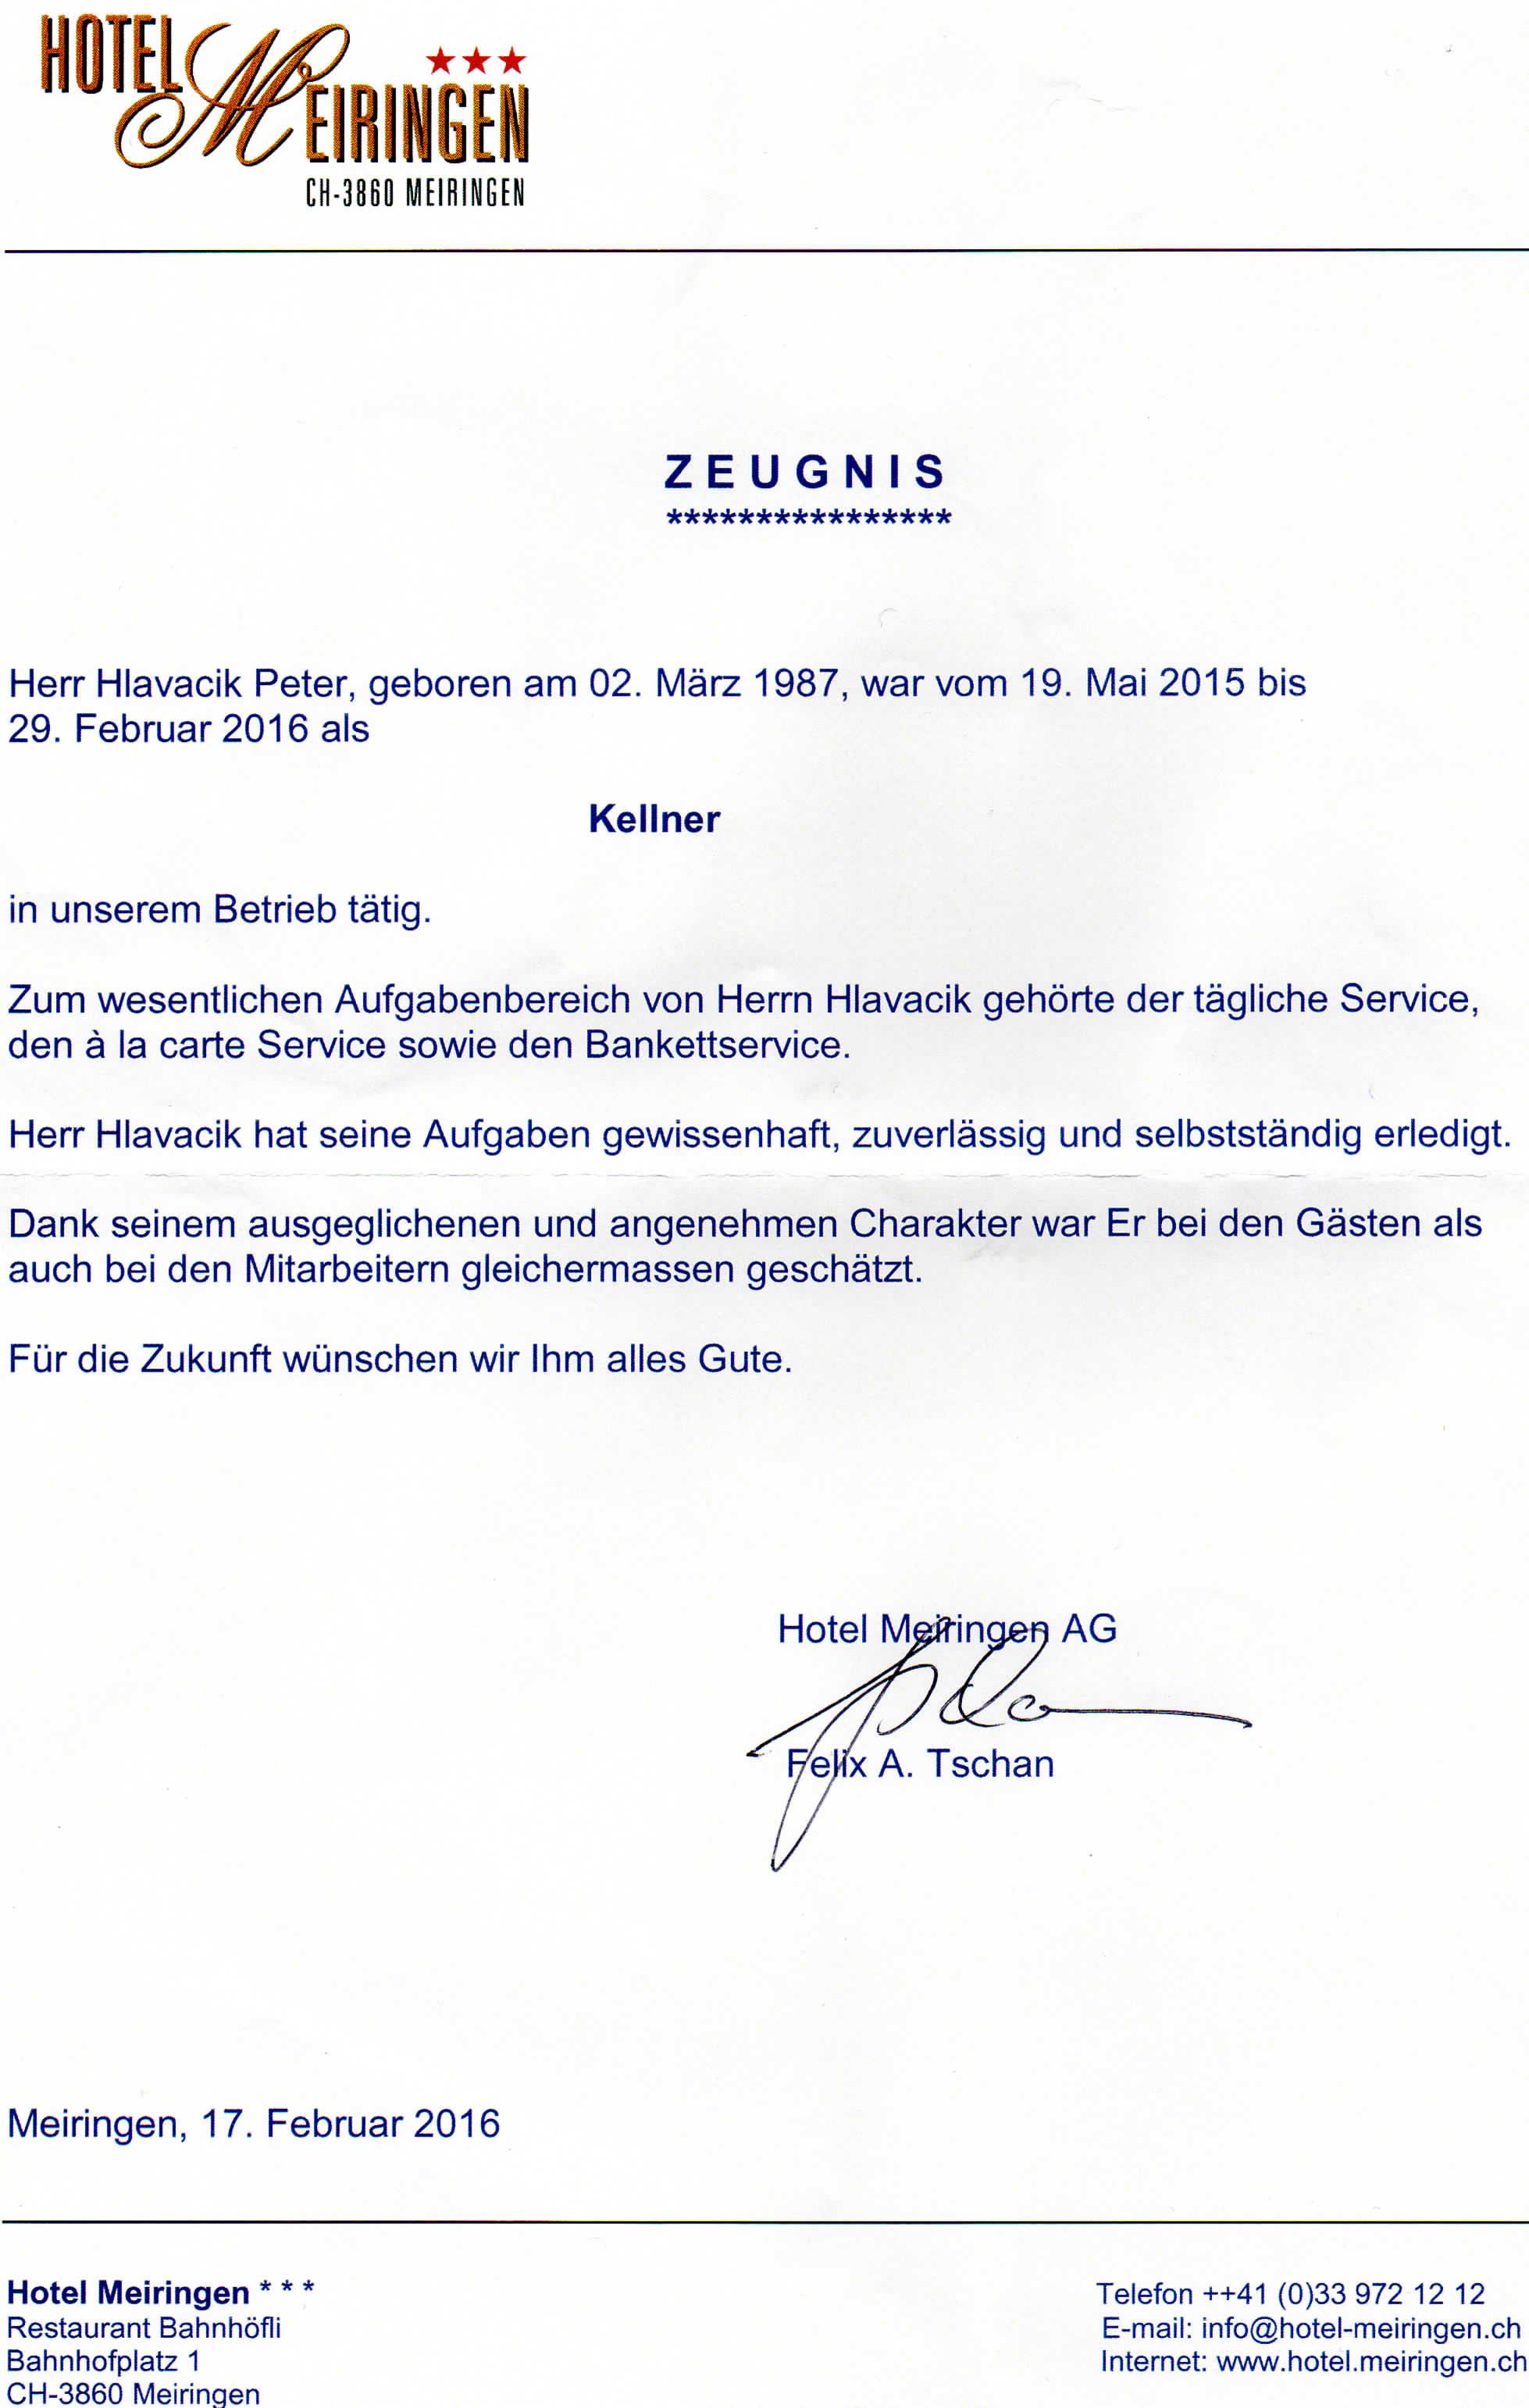 HOTEL MEIRINGEN ★★★
CH-3860 MEIRINGEN
ZEUGNIS
****************
Herr Hlavacik Peter, geboren am 02. März 1987, war vom 19. Mai 2015 bis
29. Februar 2016 als
Kellner
in unserem Betrieb tätig.
Zum wesentlichen Aufgabenbereich von Herrn Hlavacik gehörte der tägliche Service,
den à la carte Service sowie den Bankettservice.
Herr Hlavacik hat seine Aufgaben gewissenhaft, zuverlässig und selbstständig erledigt.
Dank seinem ausgeglichenen und angenehmen Charakter war Er bei den Gästen als
auch bei den Mitarbeitern gleichermassen geschätzt.
Für die Zukunft wünschen wir Ihm alles Gute.
Hotel Meiringen AG
Felix A. Tschan
Meiringen, 17. Februar 2016
Hotel Meiringen * * *
Restaurant Bahnhöfli
Bahnhofplatz 1
CH-3860 Meiringen
Telefon ++41 (0)33 972 12 12
E-mail: info@hotel-meiringen.ch
Internet: www.hotel.meiringen.ch